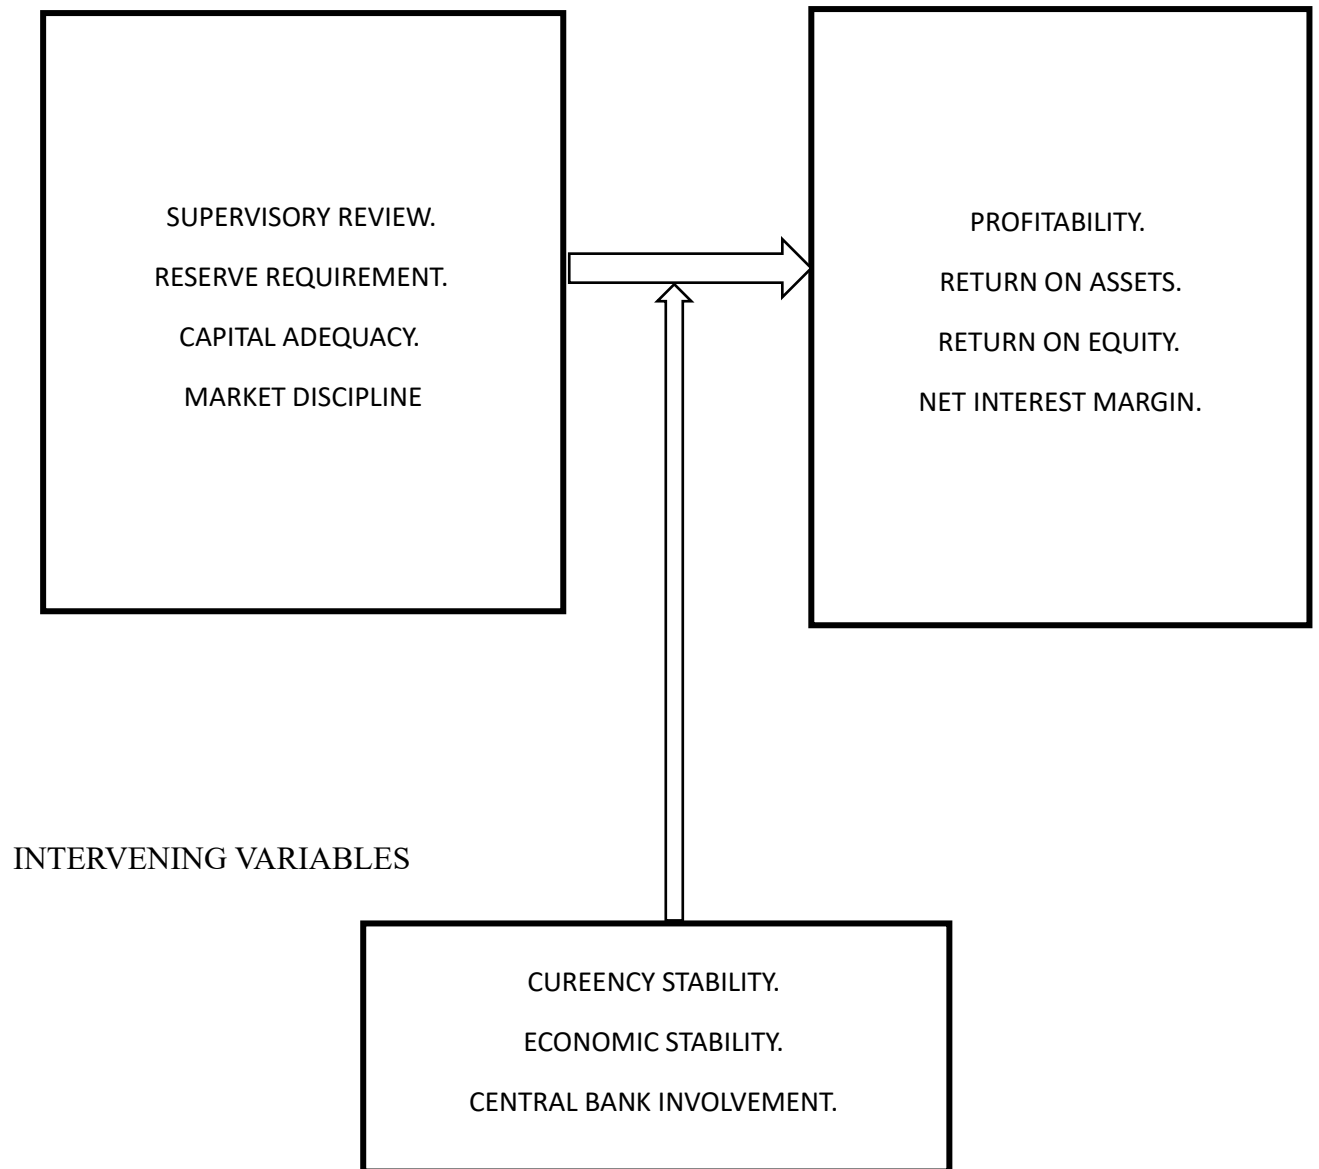 SUPERVISORY REVIEW.
RESERVE REQUIREMENT.
CAPITAL ADEQUACY.
MARKET DISCIPLINE
PROFITABILITY.
RETURN ON ASSETS.
RETURN ON EQUITY.
NET INTEREST MARGIN.
INTERVENING VARIABLES
CUREENCY STABILITY.
ECONOMIC STABILITY.
CENTRAL BANK INVOLVEMENT.